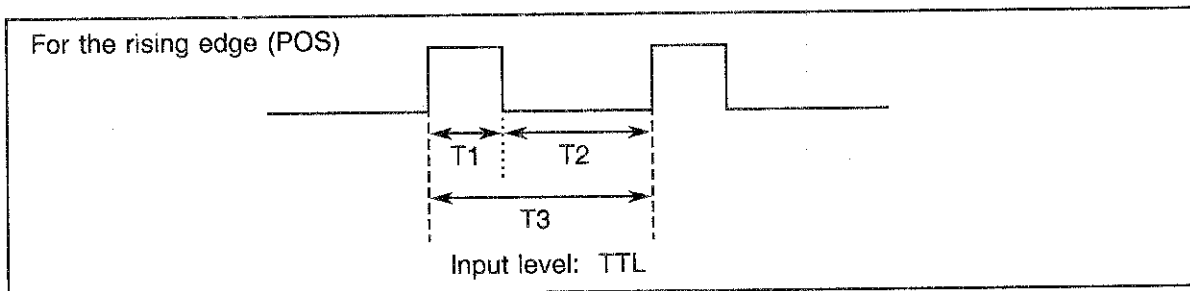 For the rising edge (POS)
T1 T2
T3
Input level: TTL